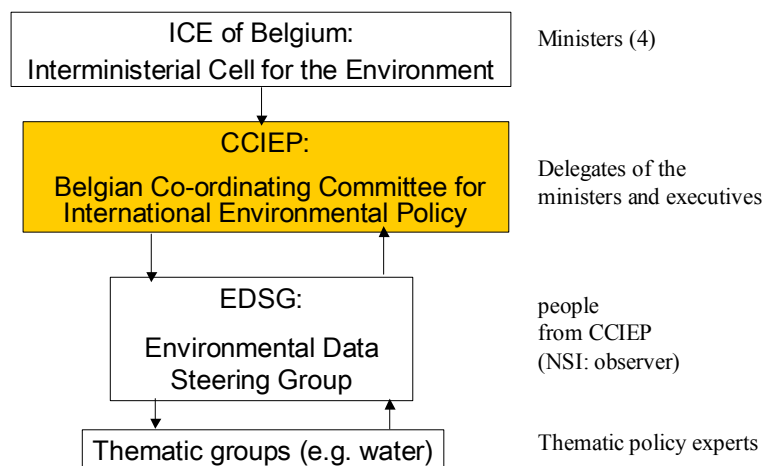 ICE of Belgium:
Interministerial Cell for the Environment
Ministers (4)
CCIEP:
Belgian Co-ordinating Committee for
International Environmental Policy
Delegates of the
ministers and executives
EDSG:
Environmental Data
Steering Group
people
from CCIEP
(NSI: observer)
Thematic groups (e.g. water)
Thematic policy experts